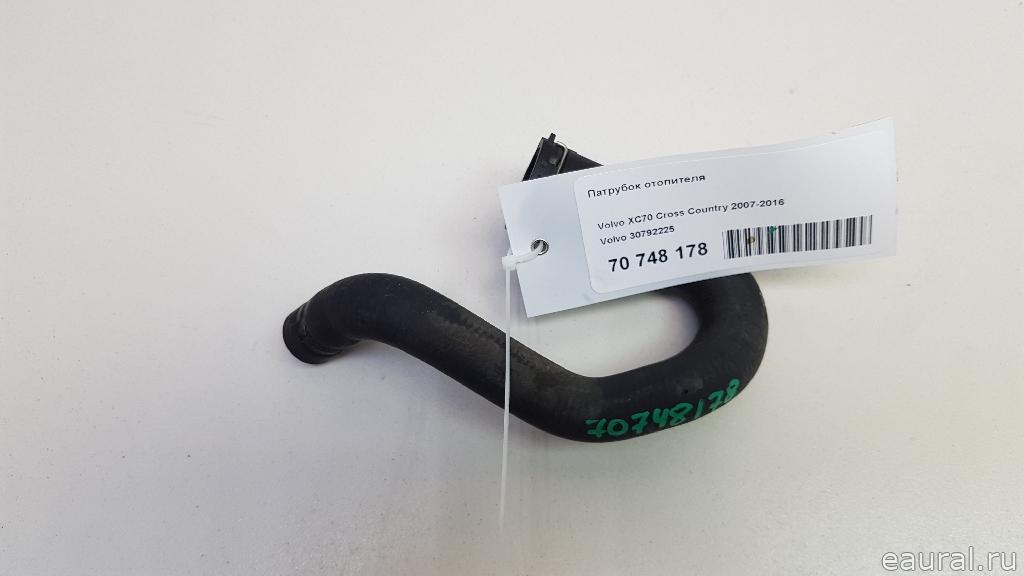 Патрубок отопителя
Volvo XC70 Cross Country 2007-2016
Volvo 30792225
70 748 178
70748178
eaural.ru